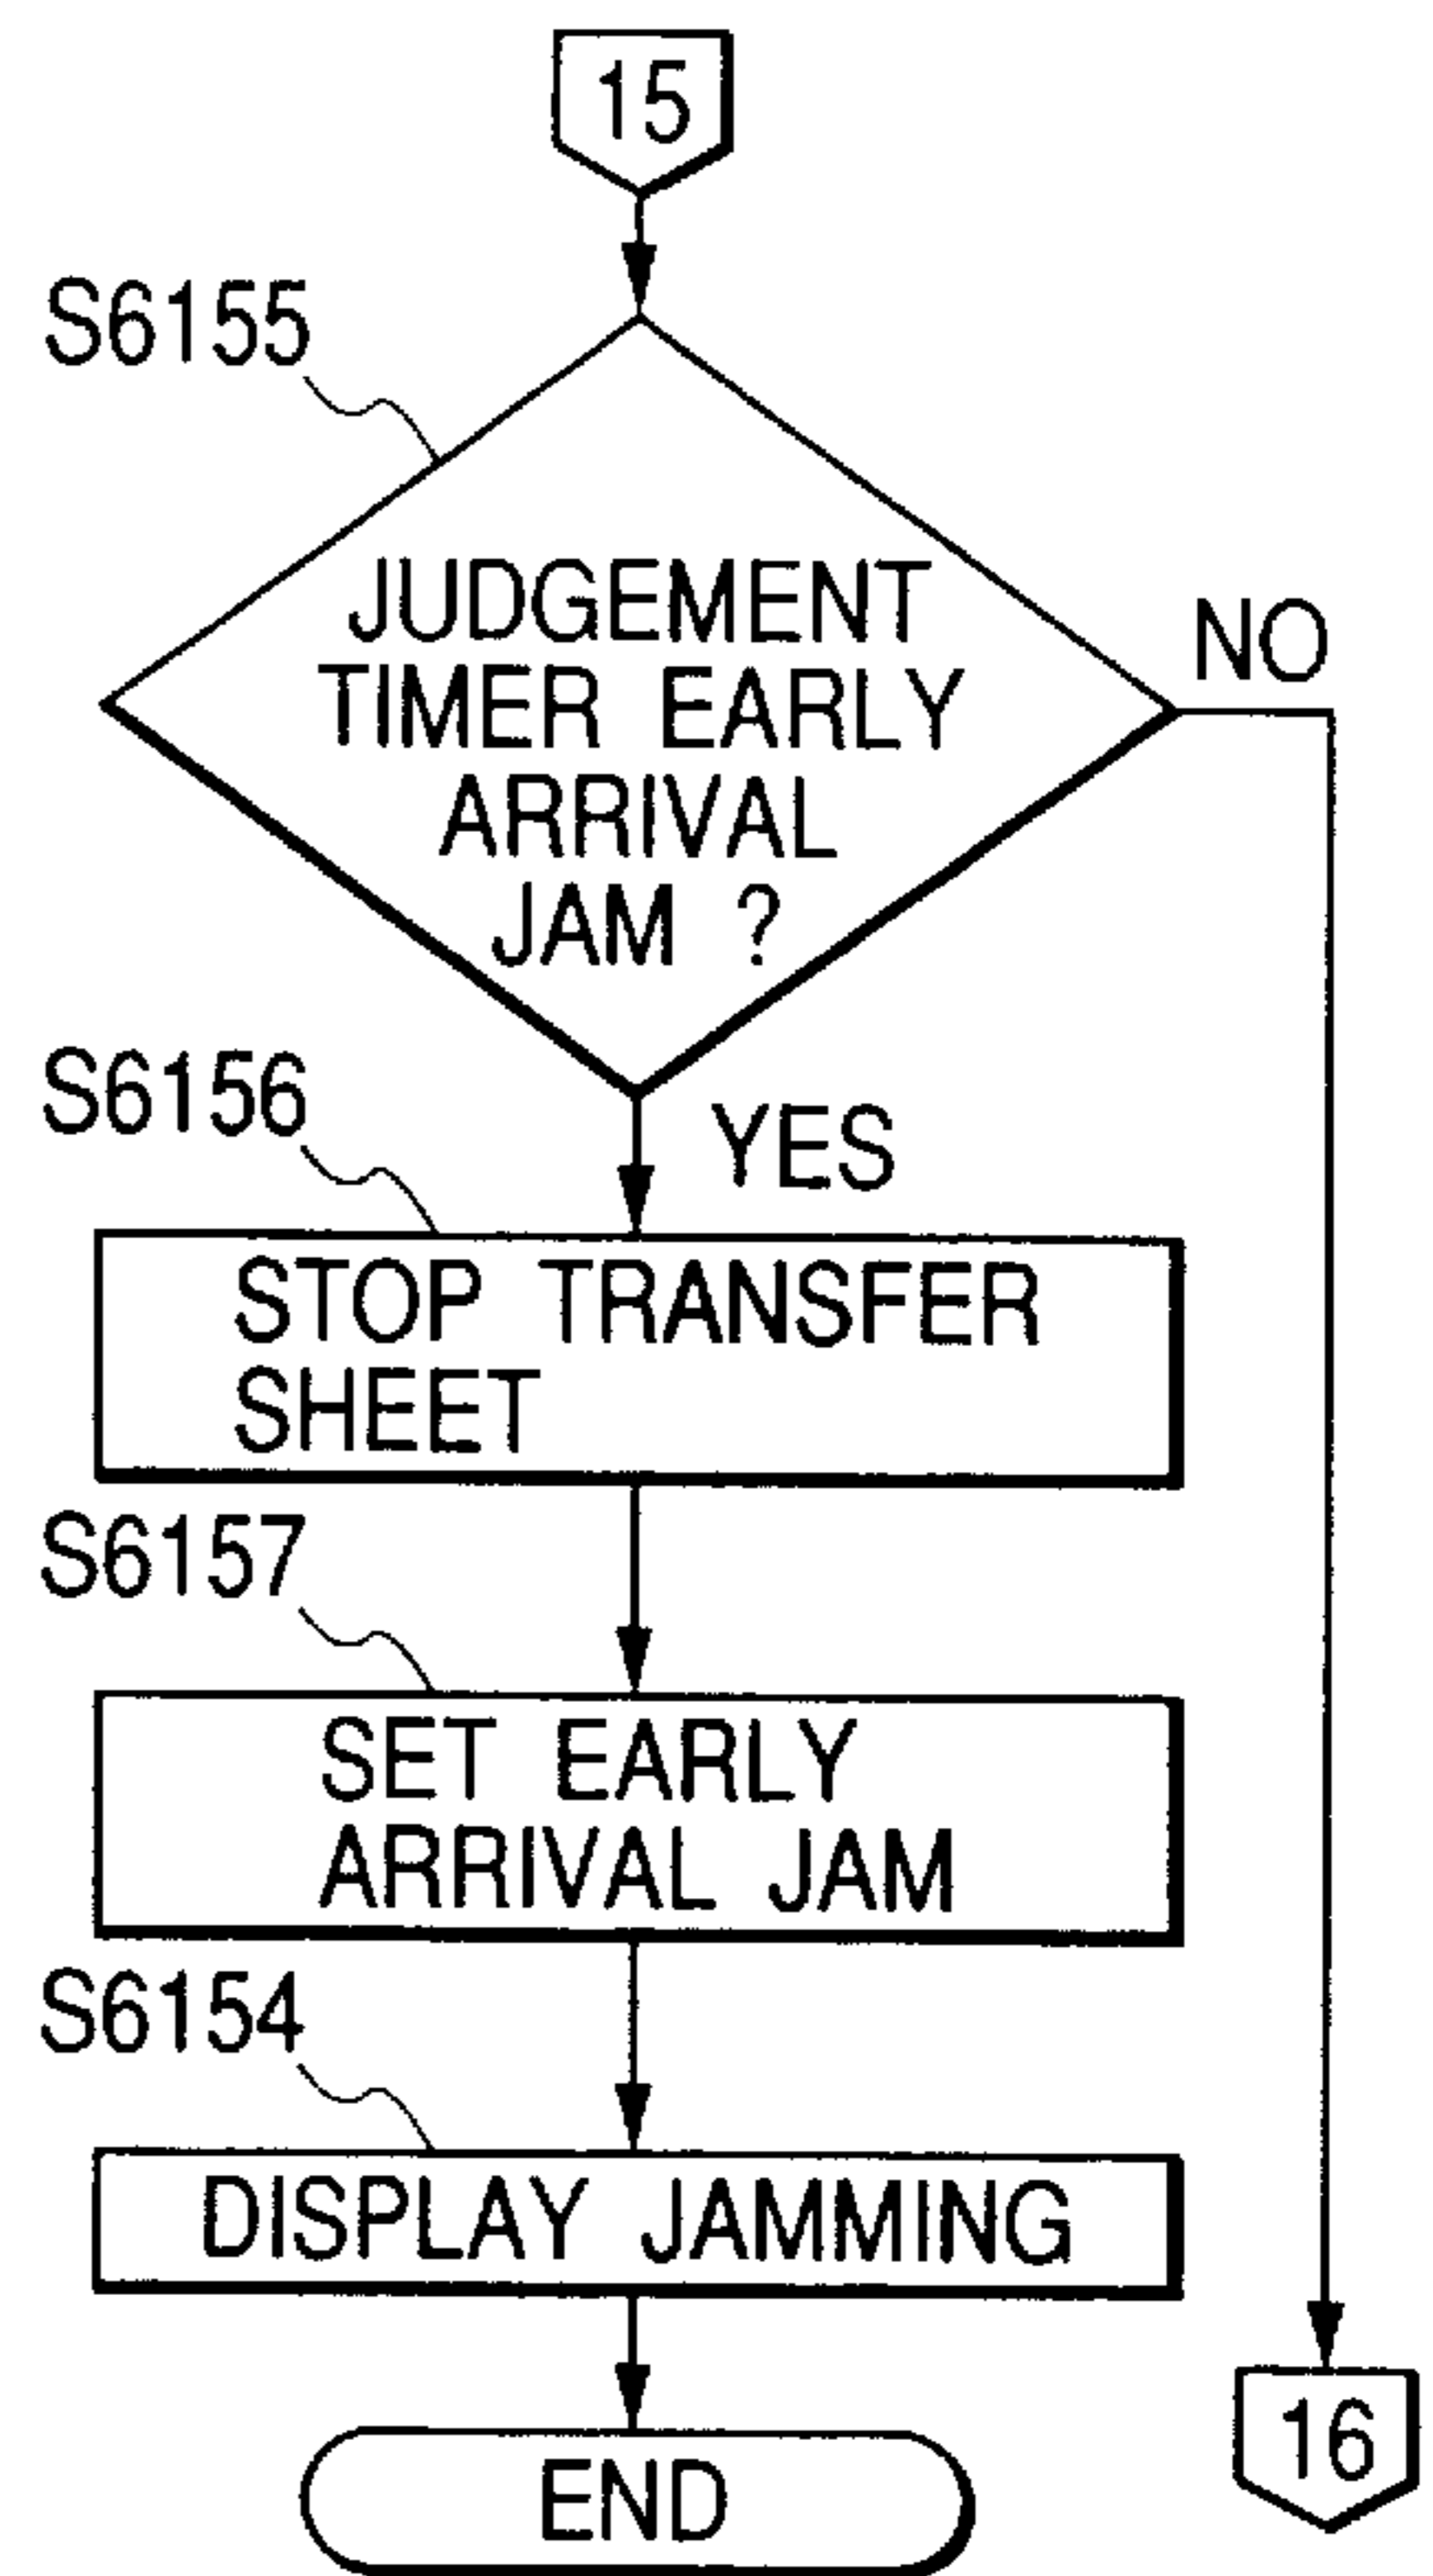 15
S6155
JUDGEMENT
TIMER EARLY
ARRIVAL
JAM ?
NO
S6156
YES
STOP TRANSFER
SHEET
S6157
SET EARLY
ARRIVAL JAM
S6154
DISPLAY JAMMING
END
16